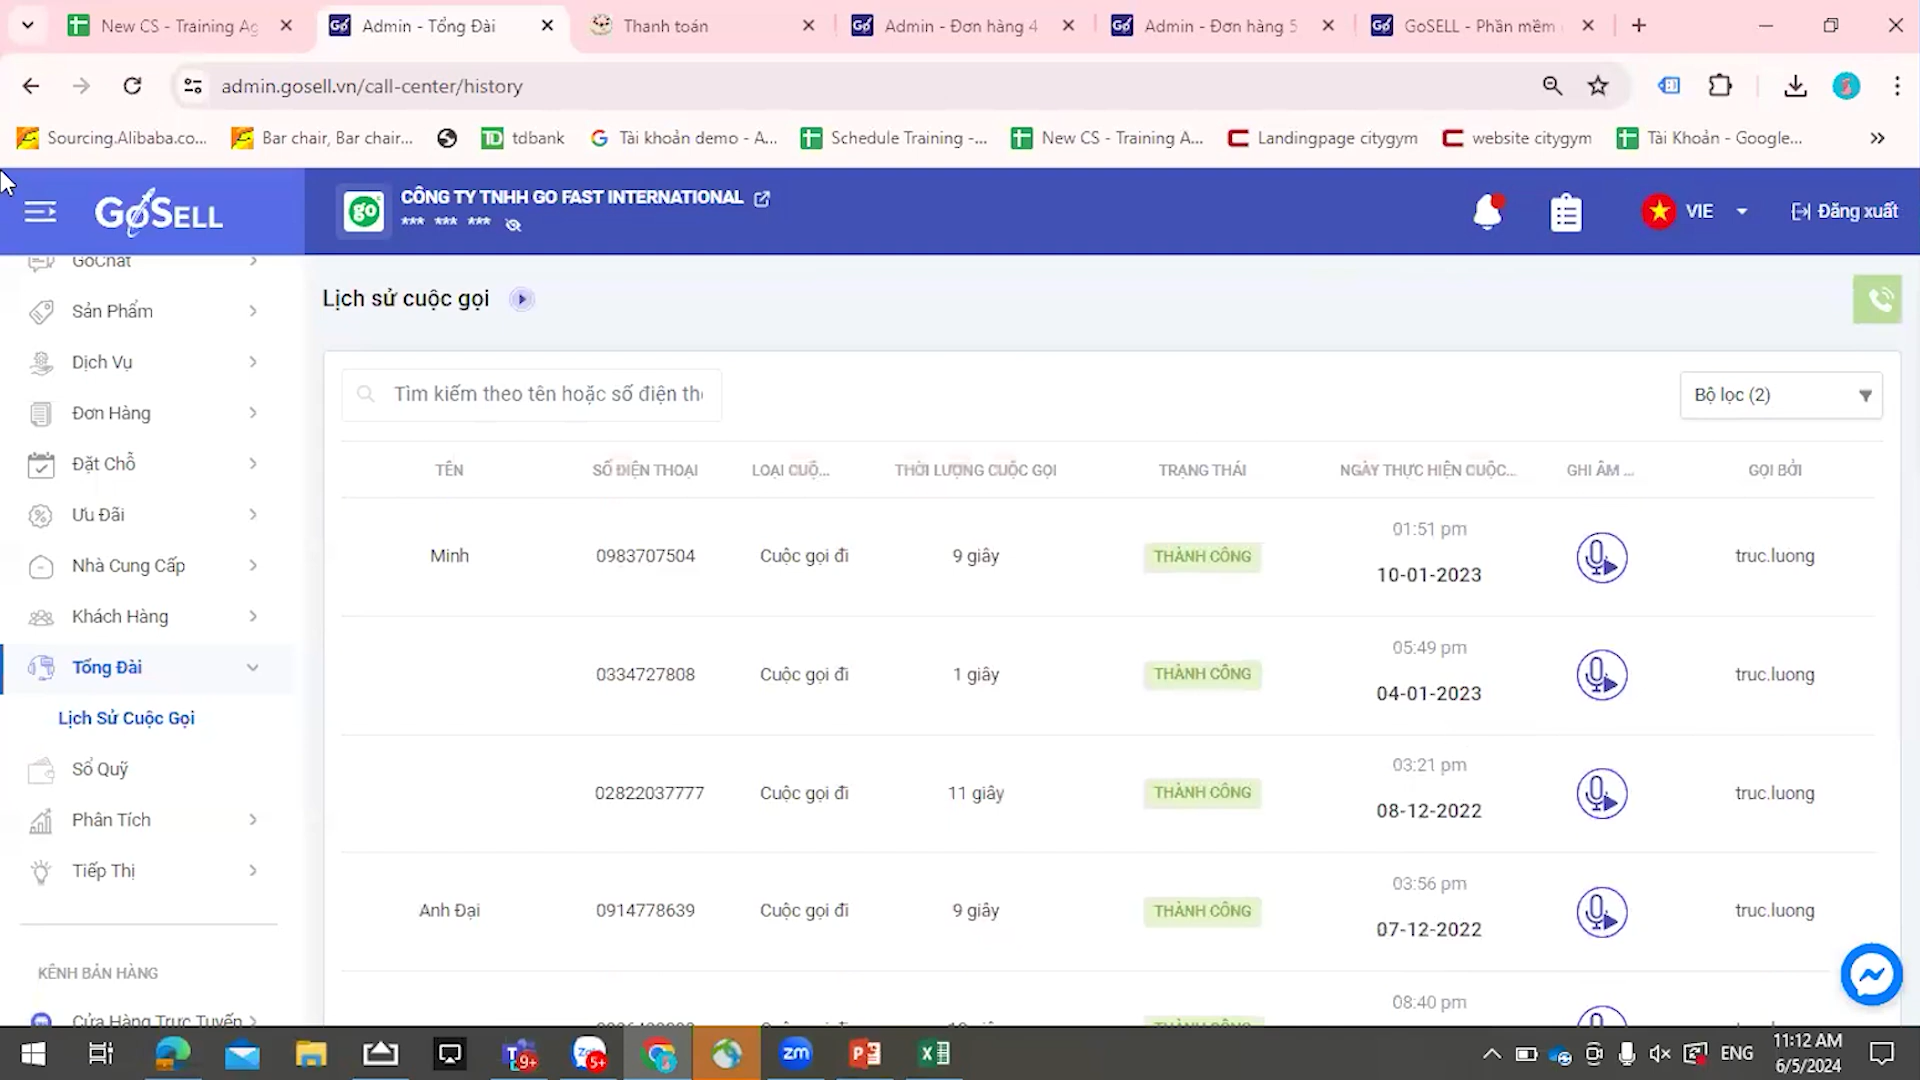 New CS - Training Ag
Admin - Tổng Đài
Thanh toán
Admin - Đơn hàng 4
Admin - Đơn hàng 5
GoSELL - Phần mềm
admin.gosell.vn/call-center/history
Sourcing.Alibaba.co...
Bar chair, Bar chair...
tdbank
Tài khoản demo - A...
Schedule Training -...
New CS - Training A...
Landingpage citygym
website citygym
Tài Khoản - Google...
GoSELL
go
CÔNG TY TNHH GO FAST INTERNATIONAL
*** *** ***
VIE
Đăng xuất
GoChat
Sản Phẩm
Dịch Vụ
Đơn Hàng
Đặt Chỗ
Ưu Đãi
Nhà Cung Cấp
Khách Hàng
Tổng Đài
Lịch Sử Cuộc Gọi
Sổ Quỹ
Phân Tích
Tiếp Thị
KÊNH BÁN HÀNG
Cửa Hàng Trực Tuyến
Lịch sử cuộc gọi
Tìm kiếm theo tên hoặc số điện tho
Bộ lọc (2)
TÊN SỐ ĐIỆN THOẠI LOẠI CUỘ... THỜI LƯỢNG CUỘC GỌI TRẠNG THÁI NGÀY THỰC HIỆN CUỘC... GHI ÂM ... GỌI BỞI
Minh 0983707504 Cuộc gọi đi 9 giây THÀNH CÔNG 01:51 pm 10-01-2023 truc.luong
0334727808 Cuộc gọi đi 1 giây THÀNH CÔNG 05:49 pm 04-01-2023 truc.luong
02822037777 Cuộc gọi đi 11 giây THÀNH CÔNG 03:21 pm 08-12-2022 truc.luong
Anh Đại 0914778639 Cuộc gọi đi 9 giây THÀNH CÔNG 03:56 pm 07-12-2022 truc.luong
08:40 pm
ENG
11:12 AM
6/5/2024